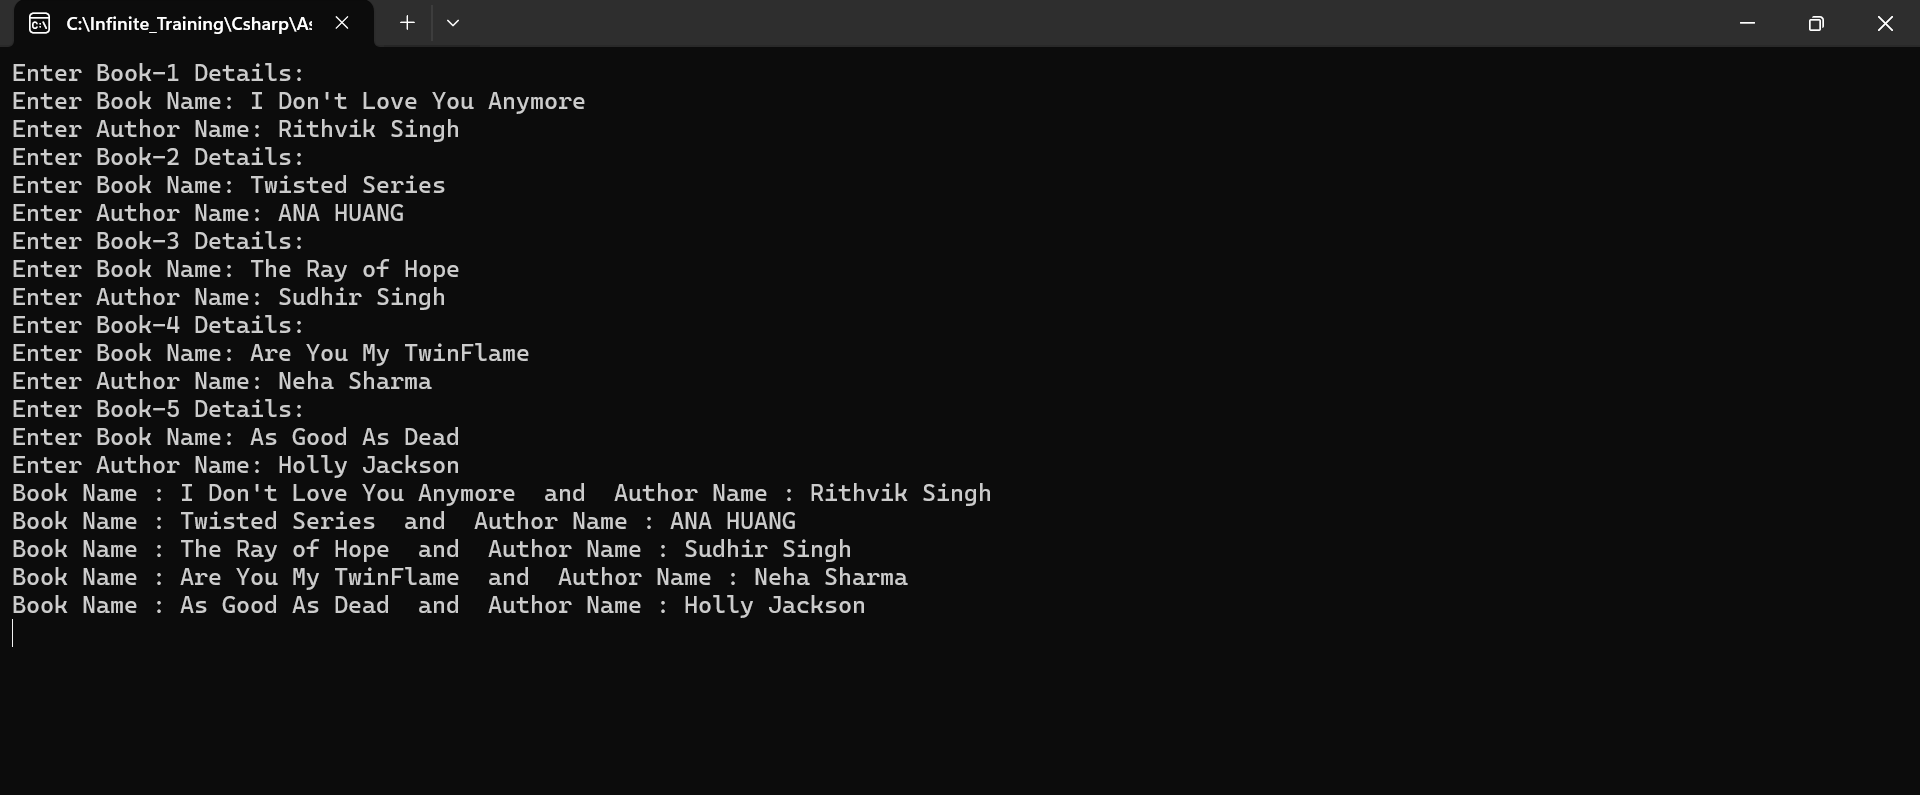 C:\Infinite_Training\Csharp\As
Enter Book-1 Details:
Enter Book Name: I Don't Love You Anymore
Enter Author Name: Rithvik Singh
Enter Book-2 Details:
Enter Book Name: Twisted Series
Enter Author Name: ANA HUANG
Enter Book-3 Details:
Enter Book Name: The Ray of Hope
Enter Author Name: Sudhir Singh
Enter Book-4 Details:
Enter Book Name: Are You My TwinFlame
Enter Author Name: Neha Sharma
Enter Book-5 Details:
Enter Book Name: As Good As Dead
Enter Author Name: Holly Jackson
Book Name : I Don't Love You Anymore  and  Author Name : Rithvik Singh
Book Name : Twisted Series  and  Author Name : ANA HUANG
Book Name : The Ray of Hope  and  Author Name : Sudhir Singh
Book Name : Are You My TwinFlame  and  Author Name : Neha Sharma
Book Name : As Good As Dead  and  Author Name : Holly Jackson